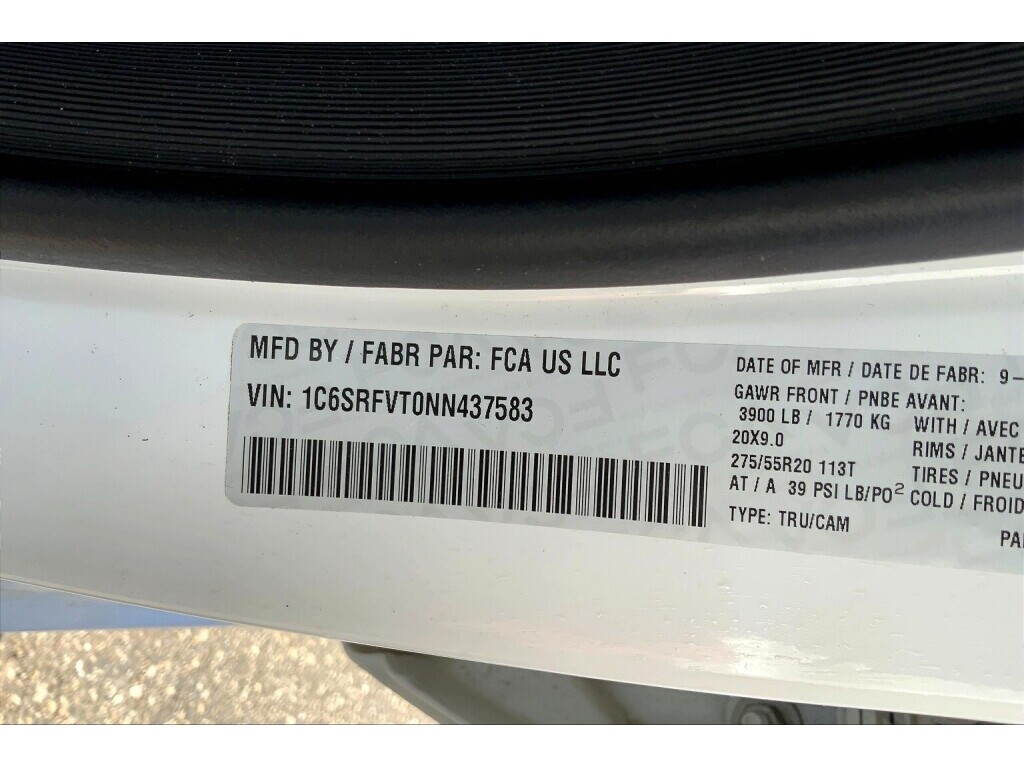 MFD BY / FABR PAR: FCA US LLC
VIN: 1C6SRFVT0NN437583
DATE OF MFR / DATE DE FABR: 9-
GAWR FRONT / PNBE AVANT:
3900 LB / 1770 KG WITH / AVEC
20X9.0 RIMS / JANTE
275/55R20 113T TIRES / PNEU
AT / A 39 PSI LB/PO² COLD / FROID
TYPE: TRU/CAM